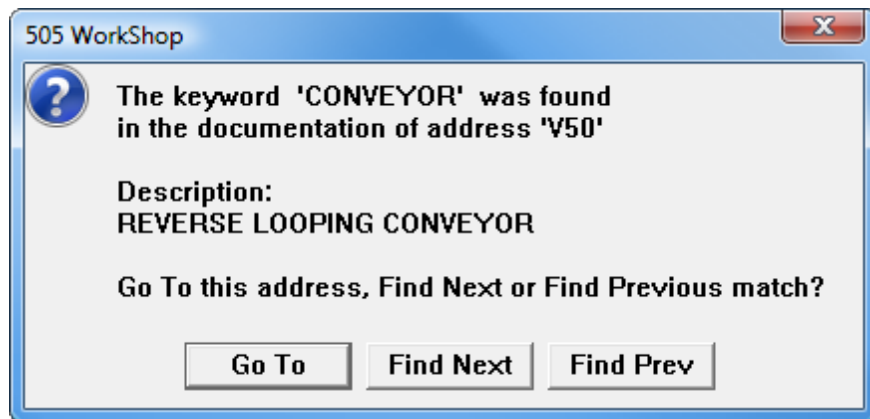 505 WorkShop
The keyword 'CONVEYOR' was found
in the documentation of address 'V50'
Description:
REVERSE LOOPING CONVEYOR
Go To this address, Find Next or Find Previous match?
Go To Find Next Find Prev